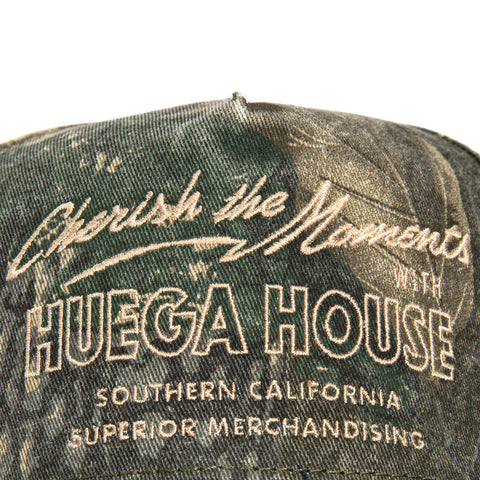 Cherish the Moments
WITH
HUEGA HOUSE
SOUTHERN CALIFORNIA
SUPERIOR MERCHANDISING